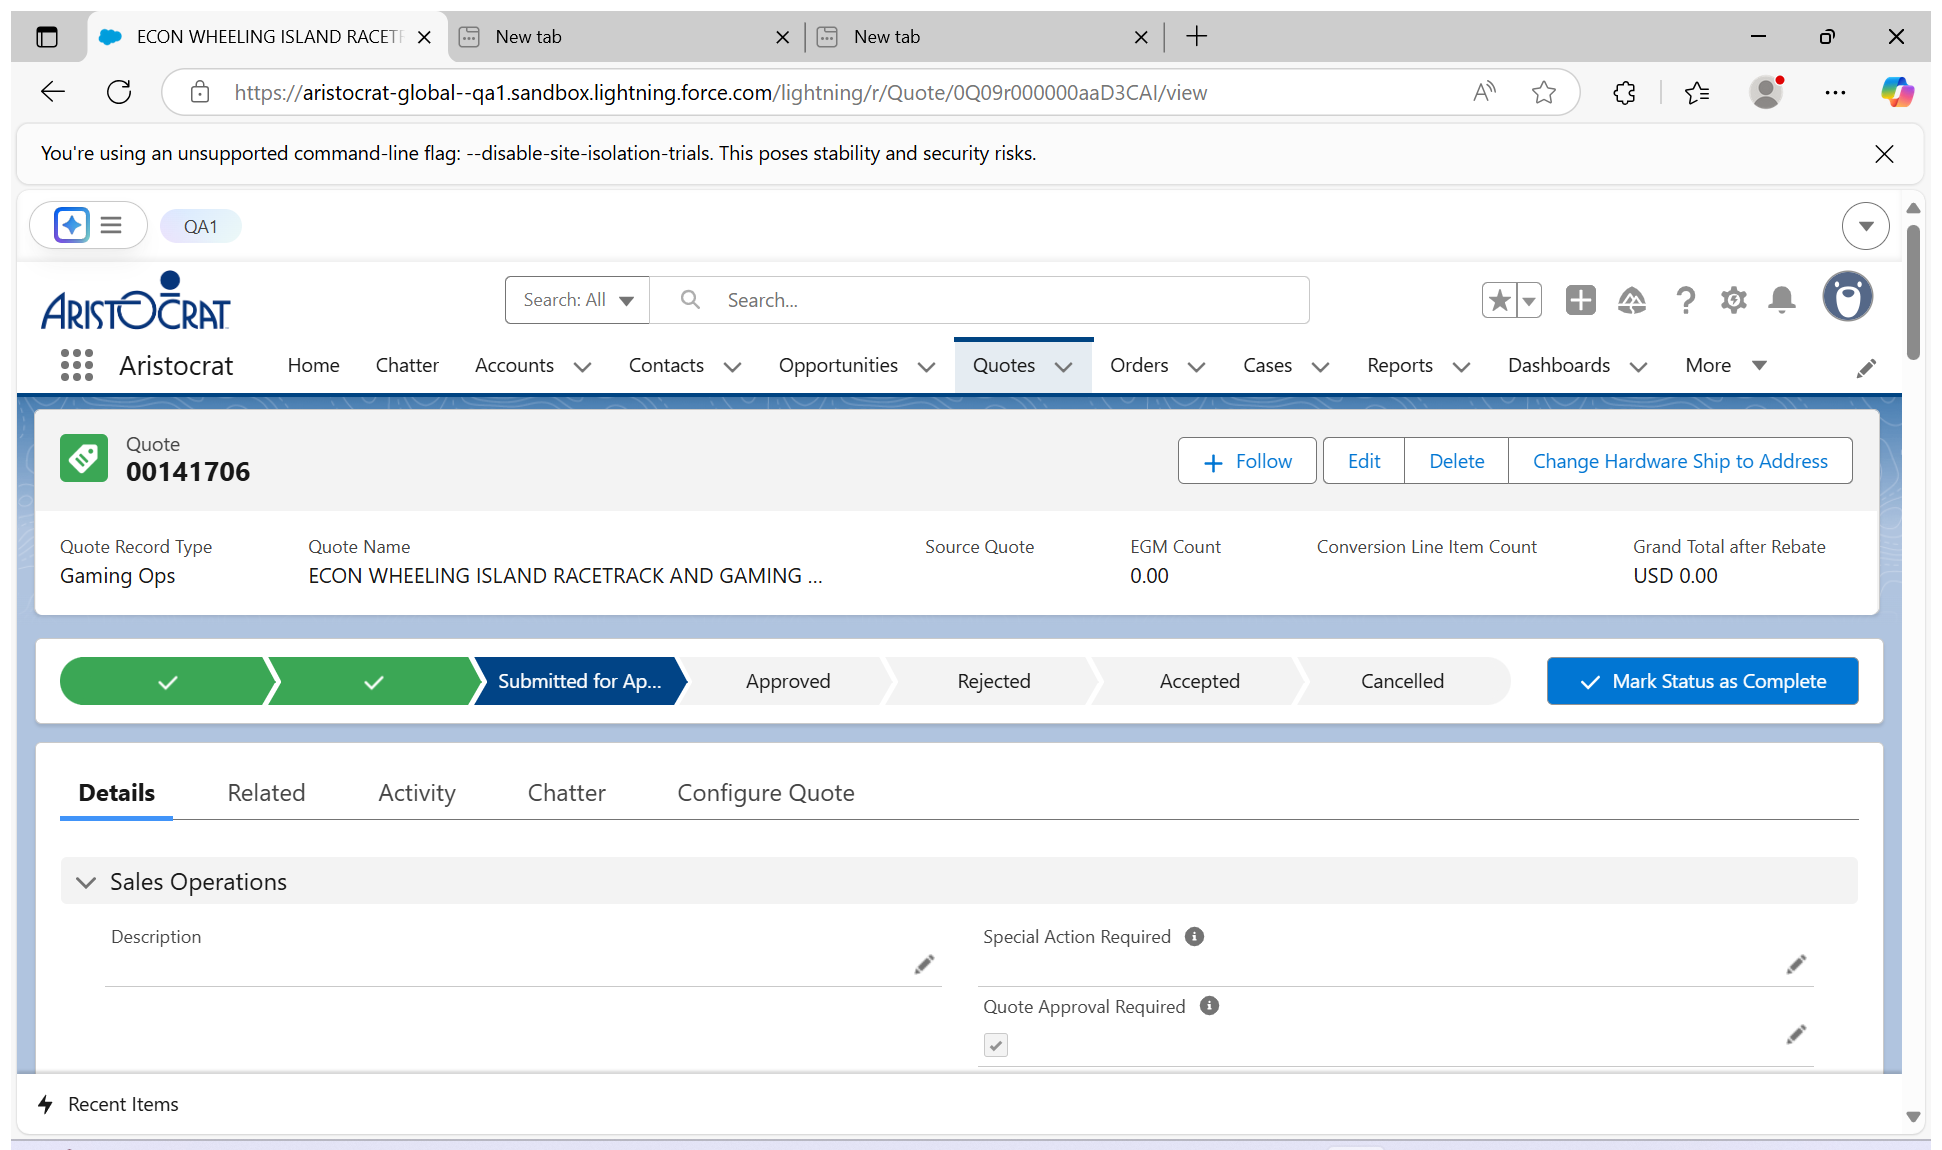 ECON WHEELING ISLAND RACETR
New tab
New tab
https://aristocrat-global--qa1.sandbox.lightning.force.com/lightning/r/Quote/0Q09r000000aaD3CAI/view
You're using an unsupported command-line flag: --disable-site-isolation-trials. This poses stability and security risks.
QA1
ARISTOCRAT
Search: All
Search...
Aristocrat
Home
Chatter
Accounts
Contacts
Opportunities
Quotes
Orders
Cases
Reports
Dashboards
More
Quote
00141706
Follow
Edit
Delete
Change Hardware Ship to Address
Quote Record Type
Gaming Ops
Quote Name
ECON WHEELING ISLAND RACETRACK AND GAMING ...
Source Quote
EGM Count
0.00
Conversion Line Item Count
Grand Total after Rebate
USD 0.00
Submitted for Ap...
Approved
Rejected
Accepted
Cancelled
Mark Status as Complete
Details
Related
Activity
Chatter
Configure Quote
Sales Operations
Description
Special Action Required
Quote Approval Required
Recent Items